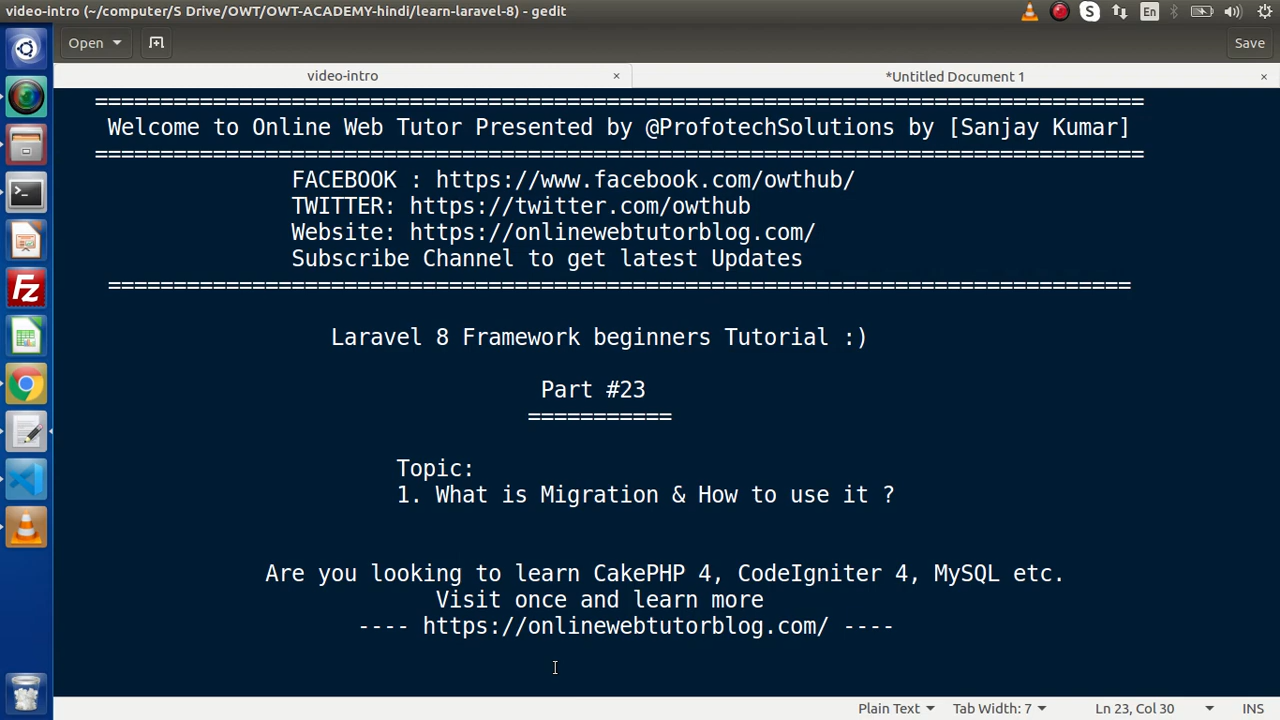 video-intro (~/computer/S Drive/OWT/OWT-ACADEMY-hindi/learn-laravel-8) - gedit
En
Open
Save
video-intro ×
*Untitled Document 1 ×
================================================================================
Welcome to Online Web Tutor Presented by @ProfotechSolutions by [Sanjay Kumar]
================================================================================
FACEBOOK : https://www.facebook.com/owthub/
TWITTER: https://twitter.com/owthub
Website: https://onlinewebtutorblog.com/
Subscribe Channel to get latest Updates
==============================================================================
Laravel 8 Framework beginners Tutorial :)
Part #23
===========
Topic:
1. What is Migration & How to use it ?
Are you looking to learn CakePHP 4, CodeIgniter 4, MySQL etc.
Visit once and learn more
---- https://onlinewebtutorblog.com/ ----
Plain Text Tab Width: 7 Ln 23, Col 30 INS